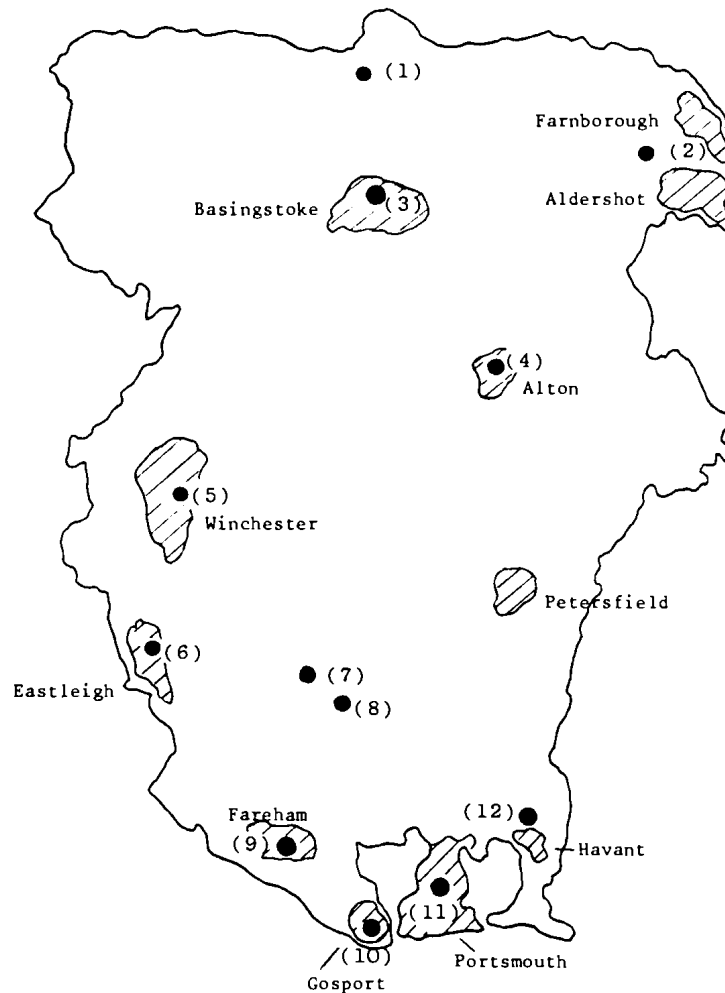 (1)
Farnborough
(2)
Basingstoke
(3)
Aldershot
(4)
Alton
(5)
Winchester
Petersfield
(6)
Eastleigh
(7)
(8)
Fareham
(9)
(12)
Havant
(11)
(10)
Portsmouth
Gosport